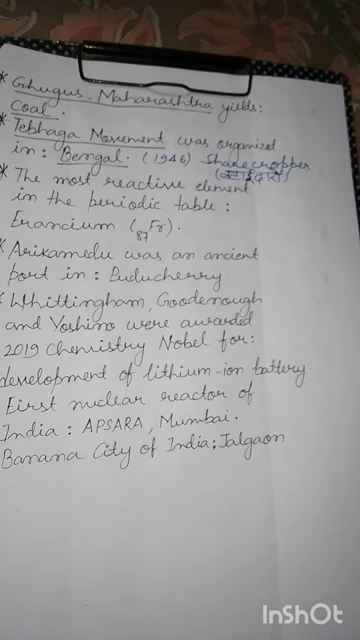 * Ghugus, Maharashtra yields:
Coal.
* Tebhaga Movement was organized
in: Bengal. (1946) Sharecropper
* The most reactive element
in the periodic table:
Francium (87Fr).
* Arikamedu was an ancient
port in: Puducherry.
* Whittingham, Goodenough
and Yoshino were awarded
2019 Chemistry Nobel for:
development of lithium-ion battery.
First nuclear reactor of
India: APSARA, Mumbai.
Banana City of India; Jalgaon
InShOt